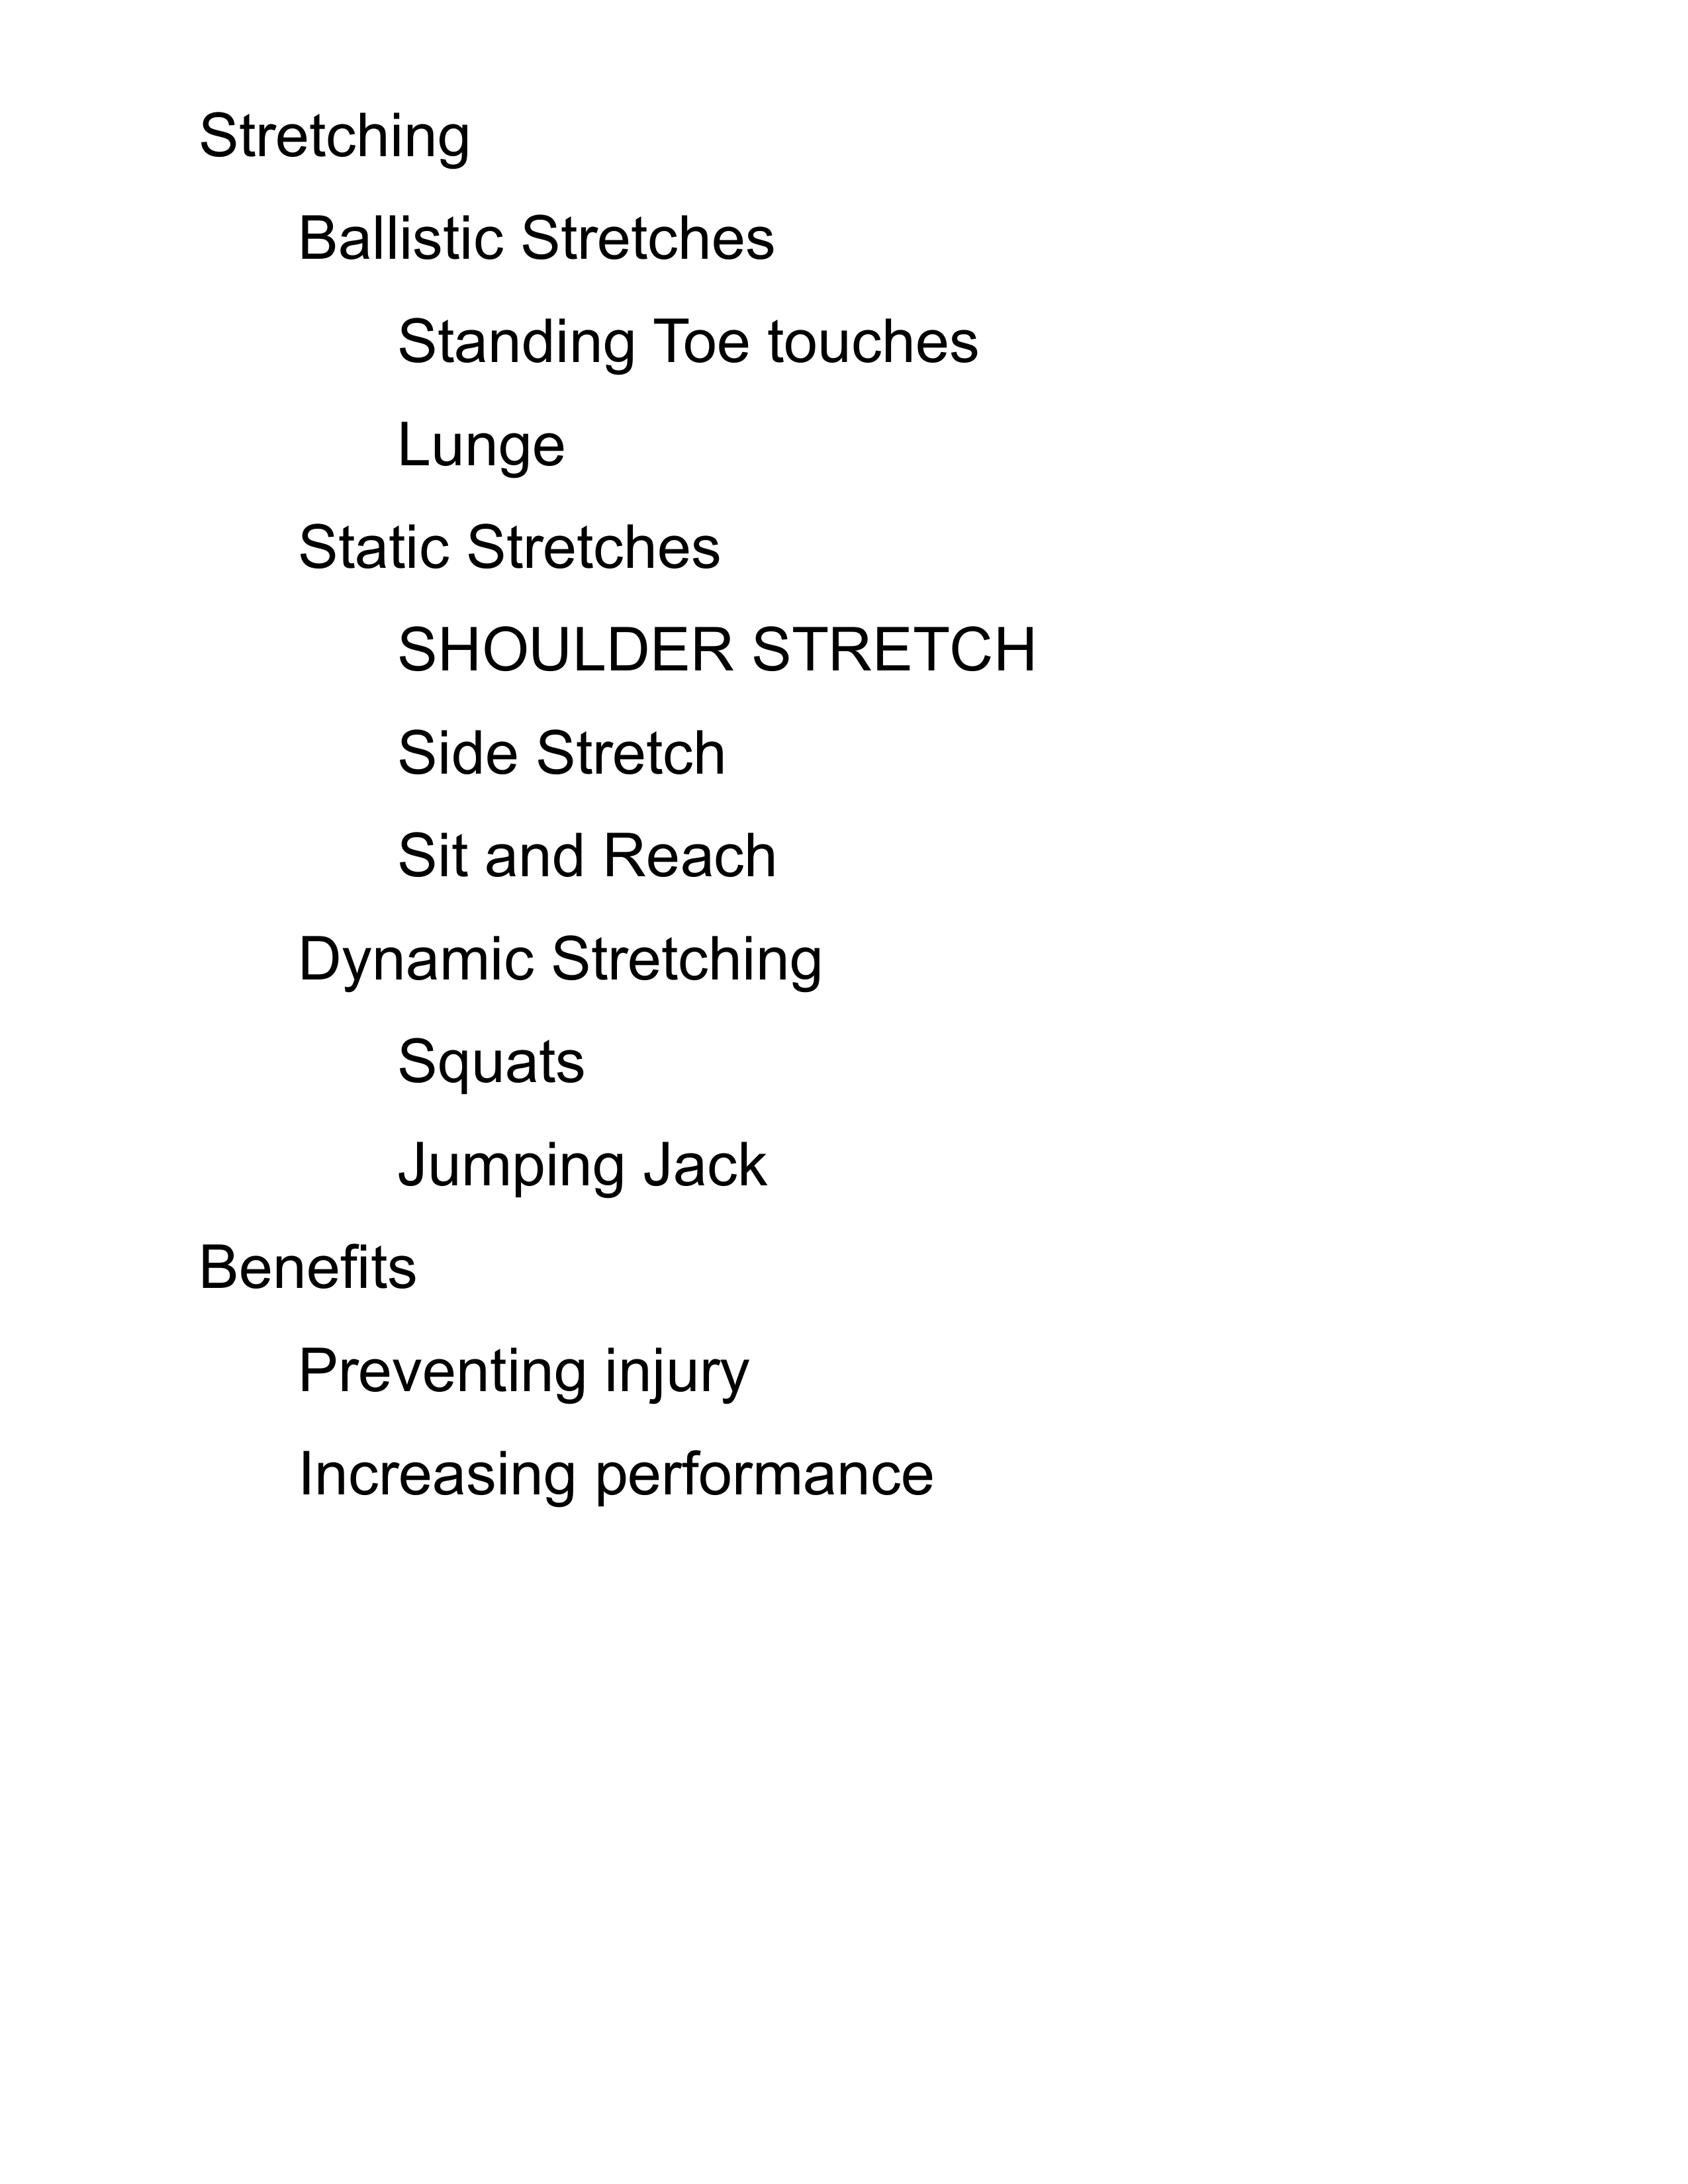 Stretching
Ballistic Stretches
Standing Toe touches
Lunge
Static Stretches
SHOULDER STRETCH
Side Stretch
Sit and Reach
Dynamic Stretching
Squats
Jumping Jack
Benefits
Preventing injury
Increasing performance